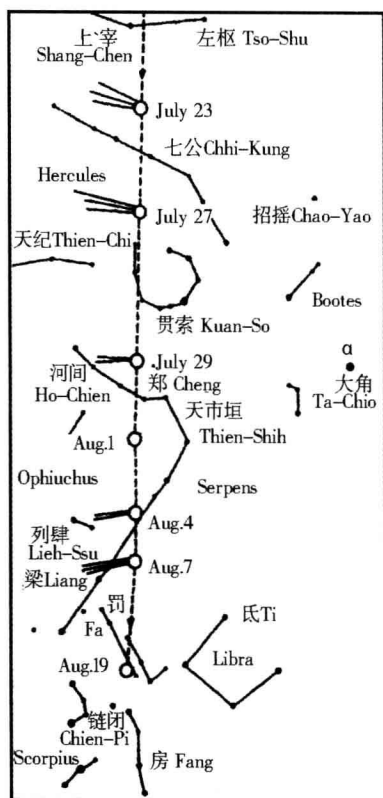 上宰
Shang-Chen
左枢 Tso-Shu
July 23
七公Chhi-Kung
Hercules
July 27
招摇Chao-Yao
天纪Thien-Chi
Bootes
贯索 Kuan-So
α
July 29
河间
Ho-Chien
郑 Cheng
大角
Ta-Chio
天市垣
Thien-Shih
Aug.1
Ophiuchus
Serpens
Aug.4
列肆
Lieh-Ssu
Aug.7
梁Liang
罚
Fa
氐Ti
Aug.19
Libra
键闭
Chien-Pi
Scorpius
房 Fang